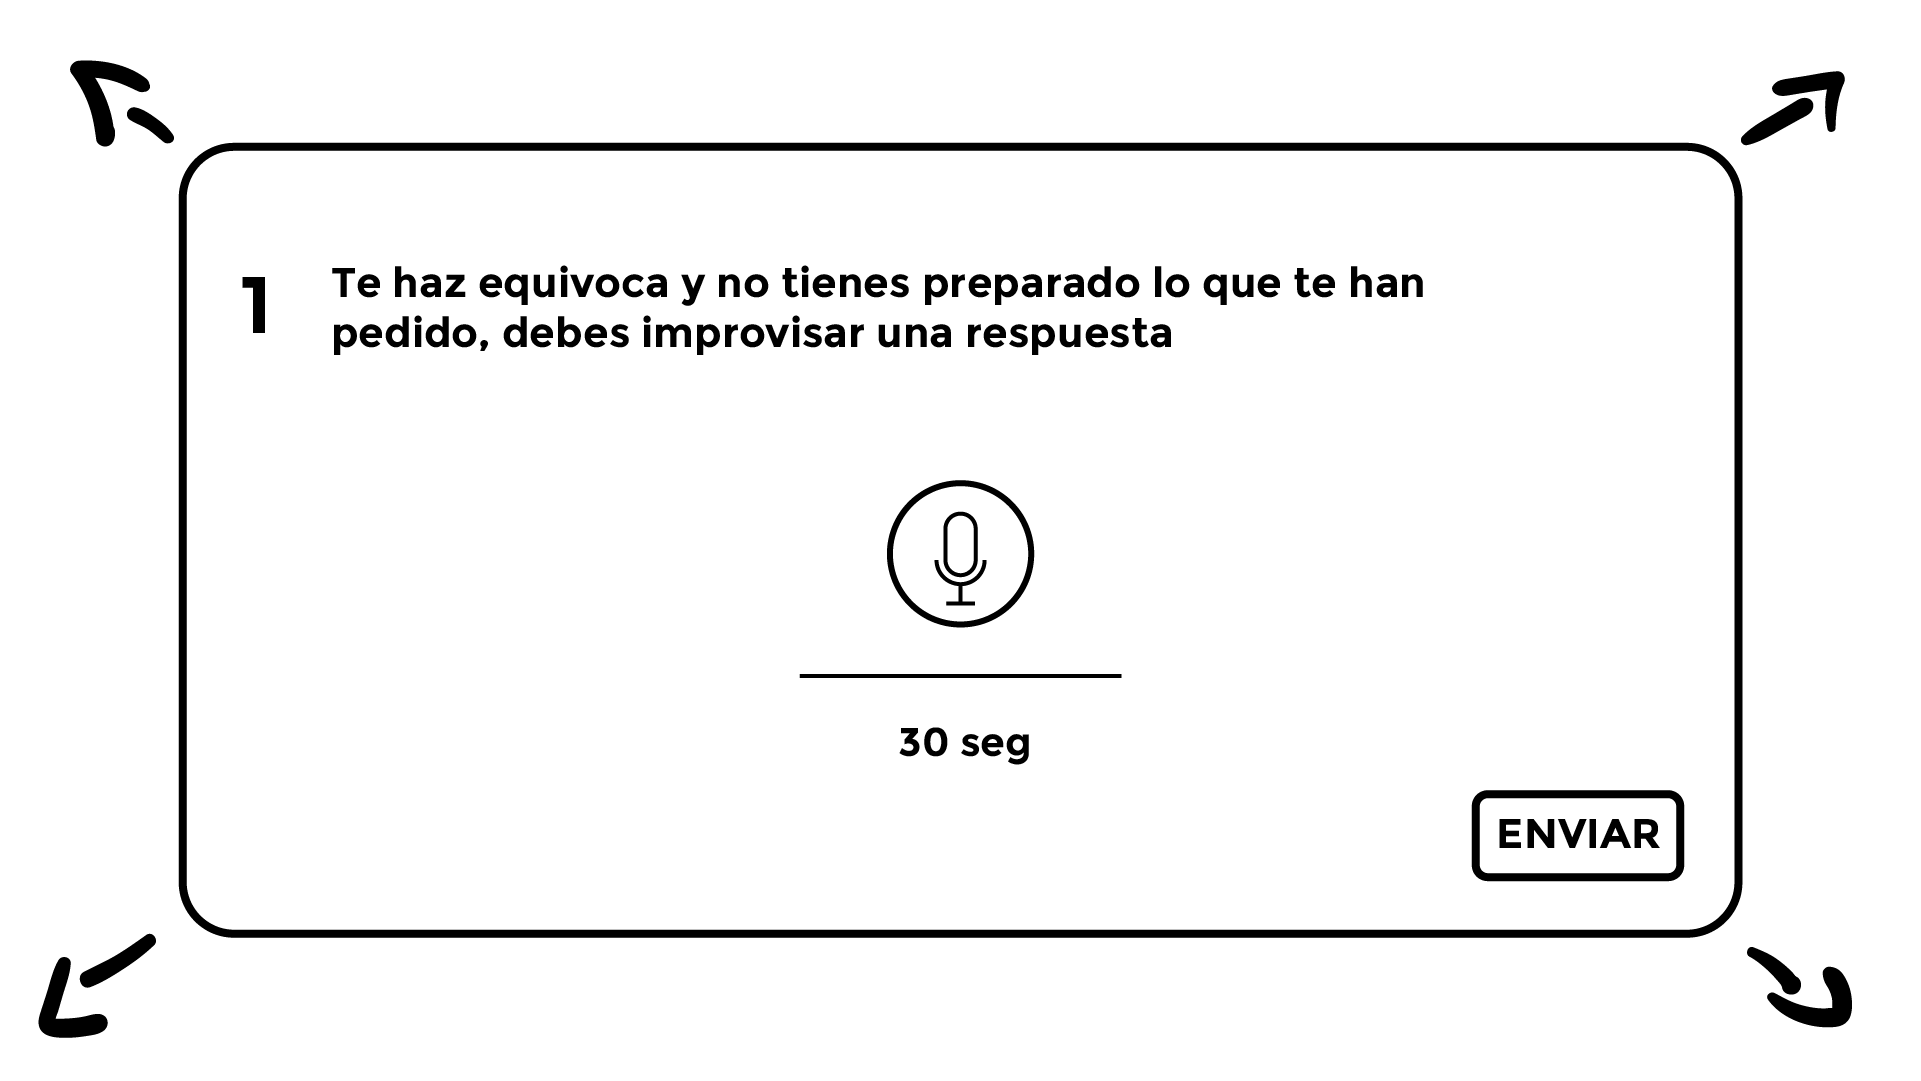 1
Te haz equivoca y no tienes preparado lo que te han
pedido, debes improvisar una respuesta
30 seg
ENVIAR